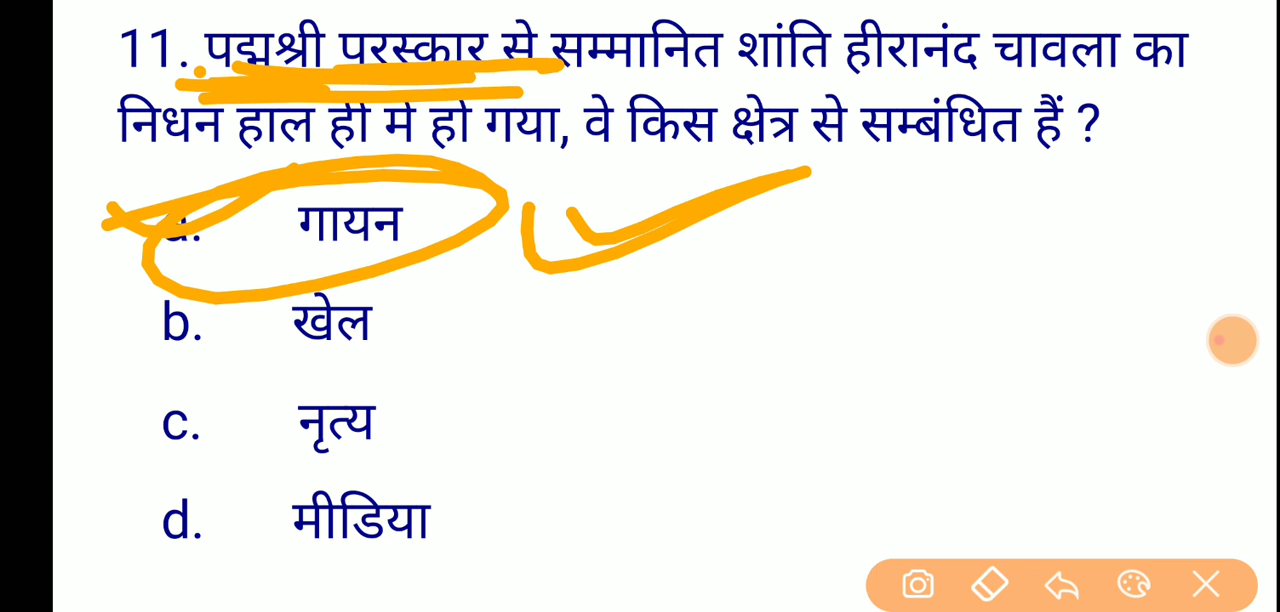 11. पद्मश्री पुरस्कार से सम्मानित शांति हीरानंद चावला का
निधन हाल ही में हो गया, वे किस क्षेत्र से सम्बंधित हैं ?
a. गायन
b. खेल
c. नृत्य
d. मीडिया